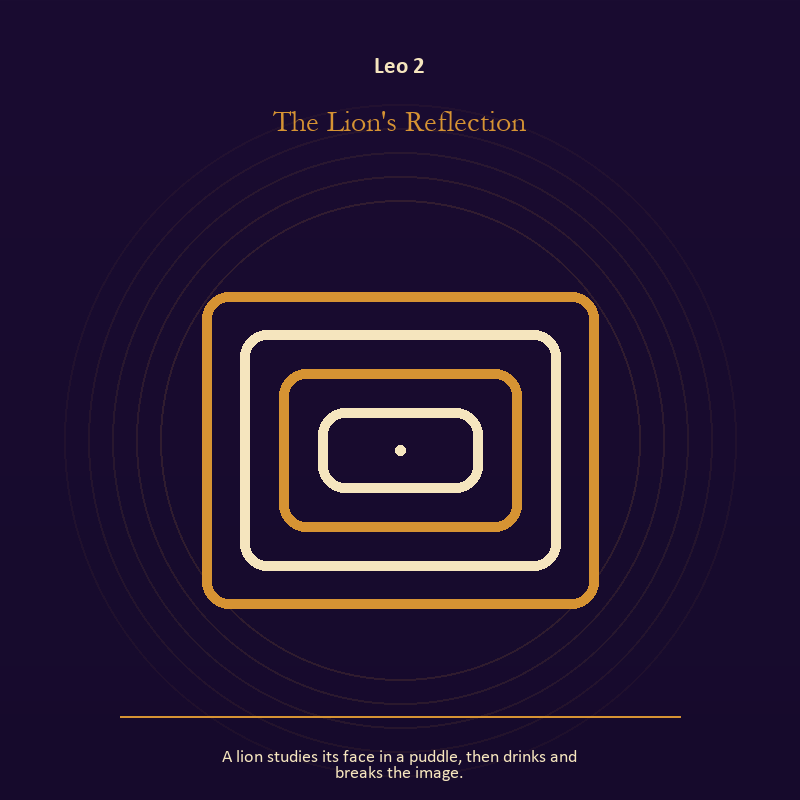 Leo 2
The Lion's Reflection
A lion studies its face in a puddle, then drinks and
breaks the image.